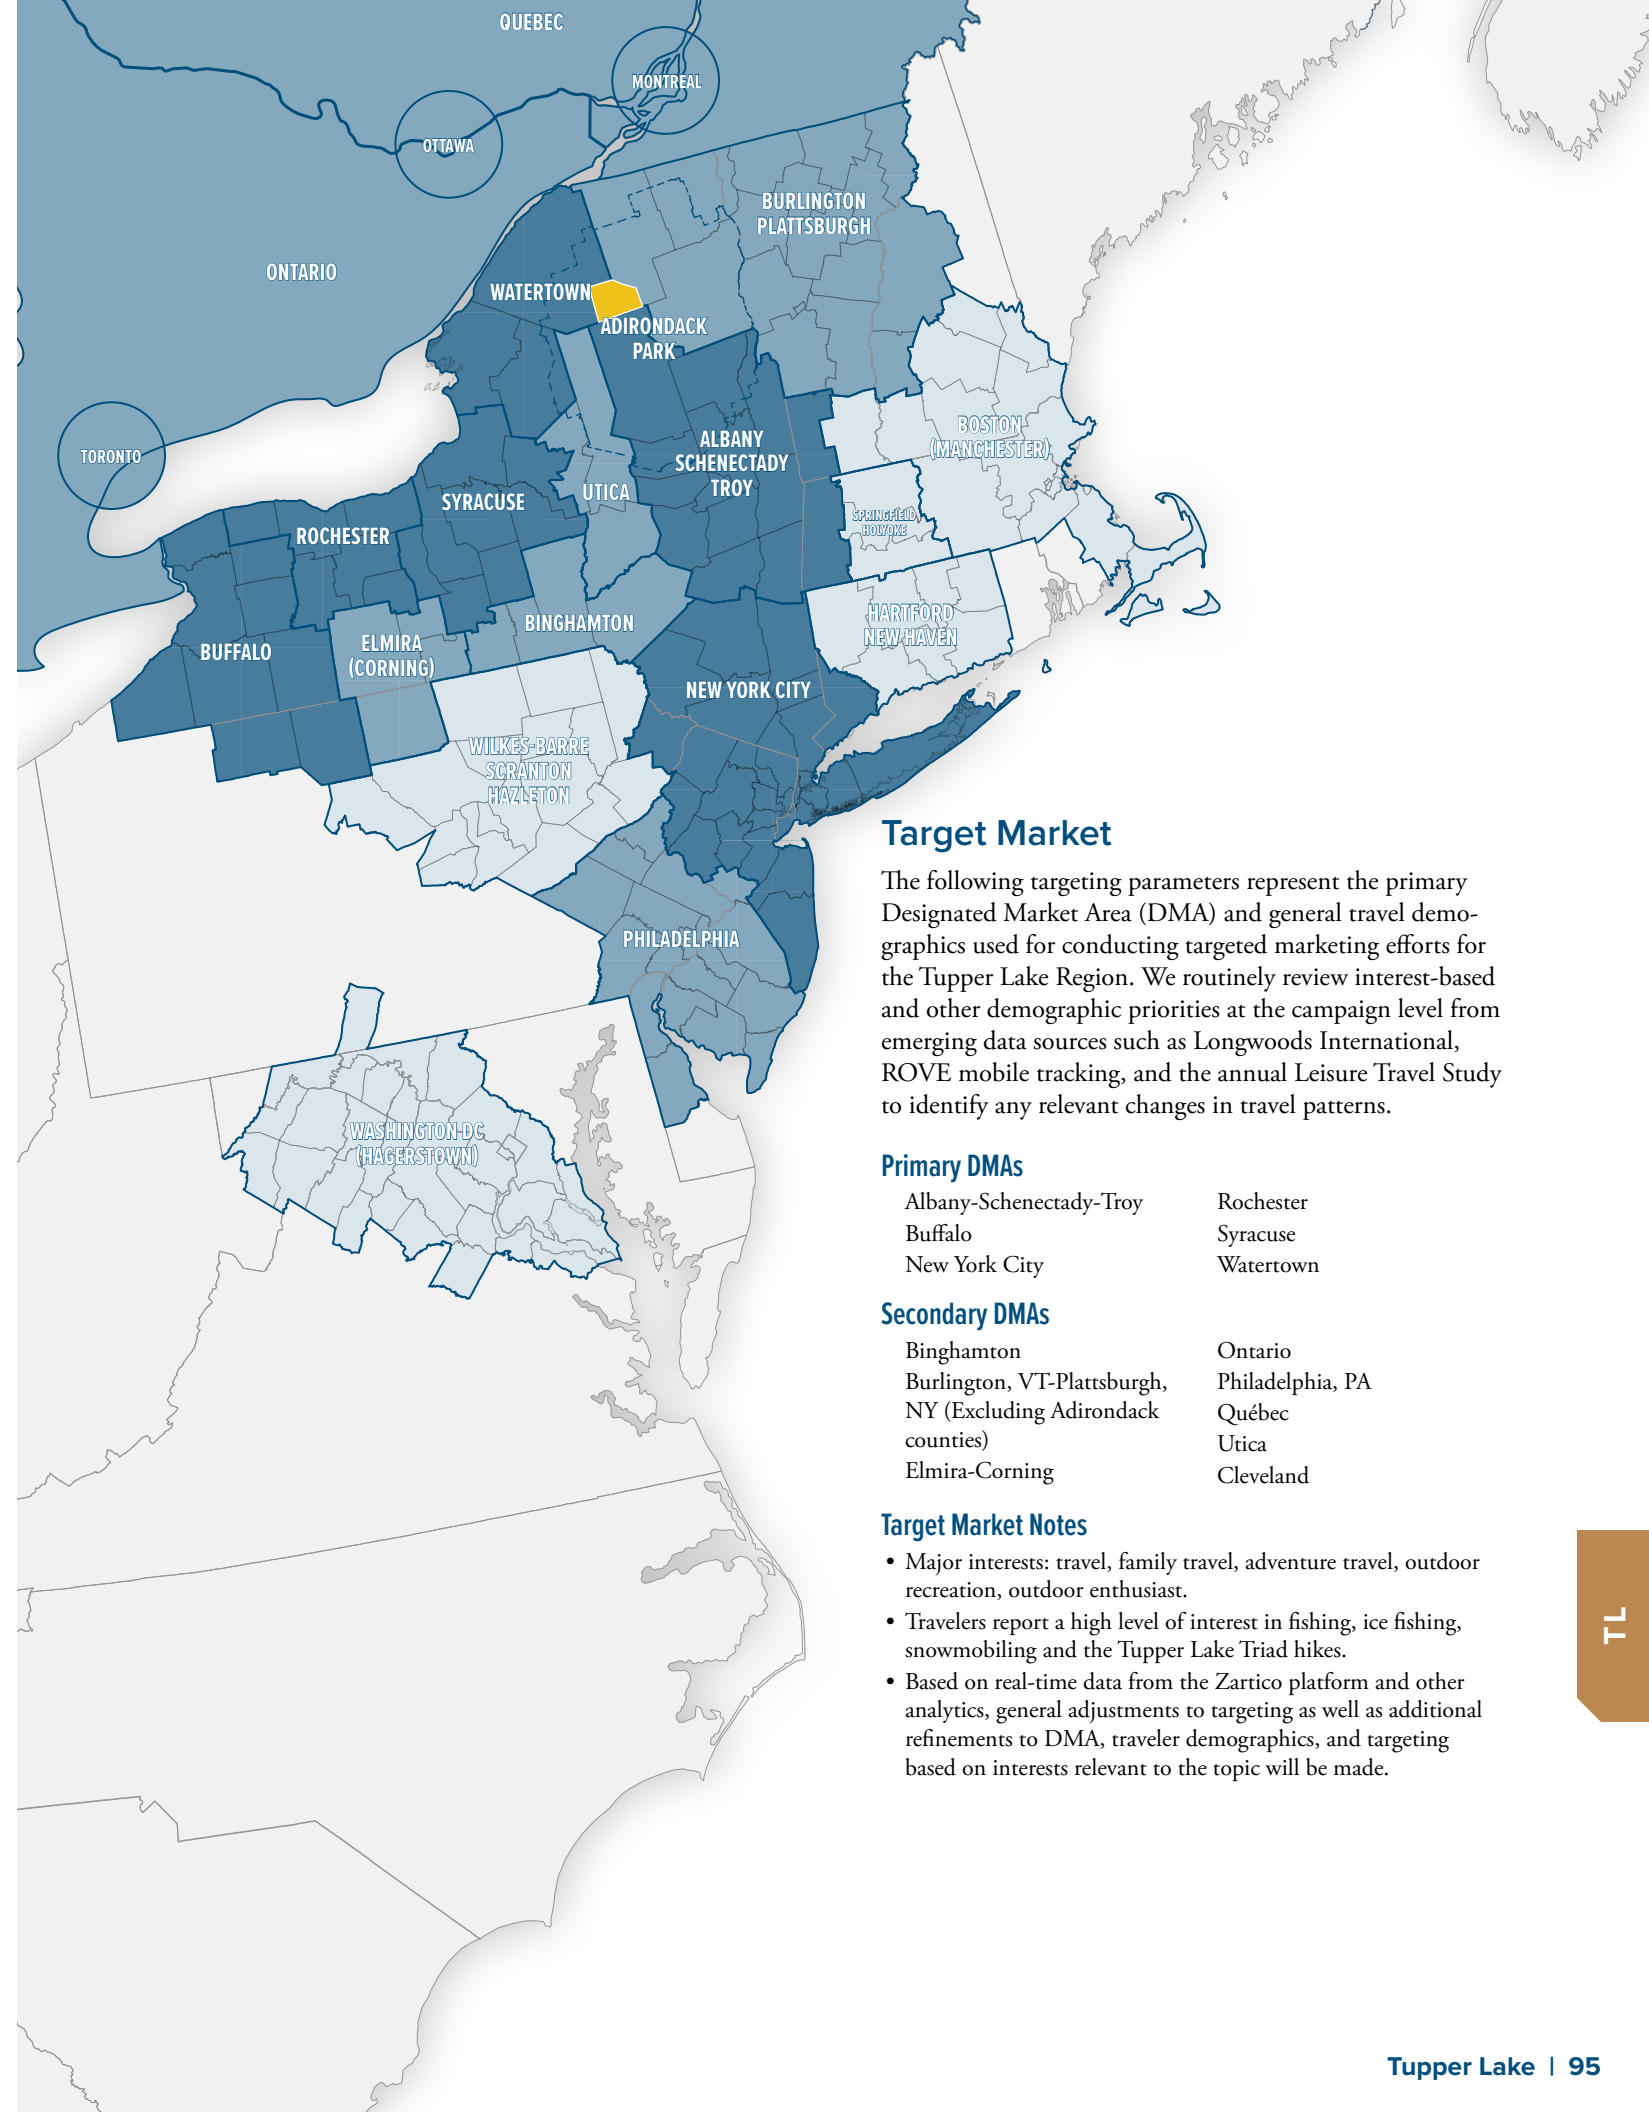 QUEBEC
MONTREAL
OTTAWA
BURLINGTON
PLATTSBURGH
ONTARIO
WATERTOWN
ADIRONDACK
PARK
TORONTO
ALBANY
SCHENECTADY
TROY
BOSTON
(MANCHESTER)
SYRACUSE
UTICA
SPRINGFIELD
HOLYOKE
ROCHESTER
BUFFALO
ELMIRA
(CORNING)
BINGHAMTON
HARTFORD
NEW HAVEN
NEW YORK CITY
WILKES-BARRE
SCRANTON
HAZLETON
PHILADELPHIA
WASHINGTON DC
(HAGERSTOWN)
Target Market
The following targeting parameters represent the primary
Designated Market Area (DMA) and general travel demo-
graphics used for conducting targeted marketing efforts for
the Tupper Lake Region. We routinely review interest-based
and other demographic priorities at the campaign level from
emerging data sources such as Longwoods International,
ROVE mobile tracking, and the annual Leisure Travel Study
to identify any relevant changes in travel patterns.
Primary DMAs
Albany-Schenectady-Troy
Buffalo
New York City
Rochester
Syracuse
Watertown
Secondary DMAs
Binghamton
Burlington, VT-Plattsburgh,
NY (Excluding Adirondack
counties)
Elmira-Corning
Ontario
Philadelphia, PA
Québec
Utica
Cleveland
Target Market Notes
• Major interests: travel, family travel, adventure travel, outdoor
recreation, outdoor enthusiast.
• Travelers report a high level of interest in fishing, ice fishing,
snowmobiling and the Tupper Lake Triad hikes.
• Based on real-time data from the Zartico platform and other
analytics, general adjustments to targeting as well as additional
refinements to DMA, traveler demographics, and targeting
based on interests relevant to the topic will be made.
TL
Tupper Lake | 95